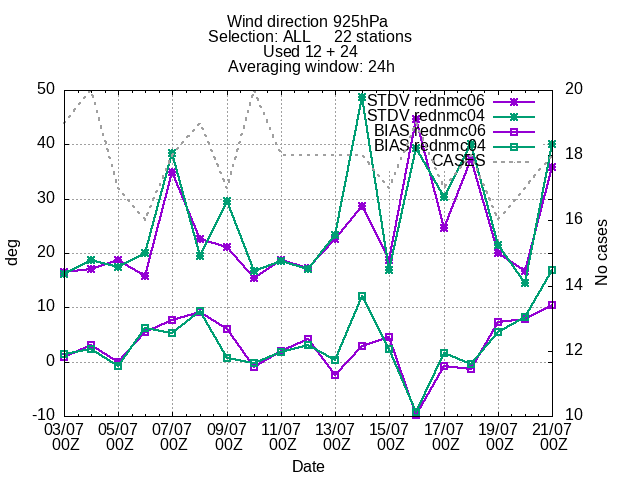 Wind direction 925hPa
Selection: ALL 22 stations
Used 12 + 24
Averaging window: 24h
STDV rednmc06
STDV rednmc04
BIAS rednmc06
BIAS rednmc04
CASES
50
40
30
20
10
0
-10
deg
20
18
16
14
12
10
No cases
03/07 05/07 07/07 09/07 11/07 13/07 15/07 17/07 19/07 21/07
00Z 00Z 00Z 00Z 00Z 00Z 00Z 00Z 00Z 00Z
Date